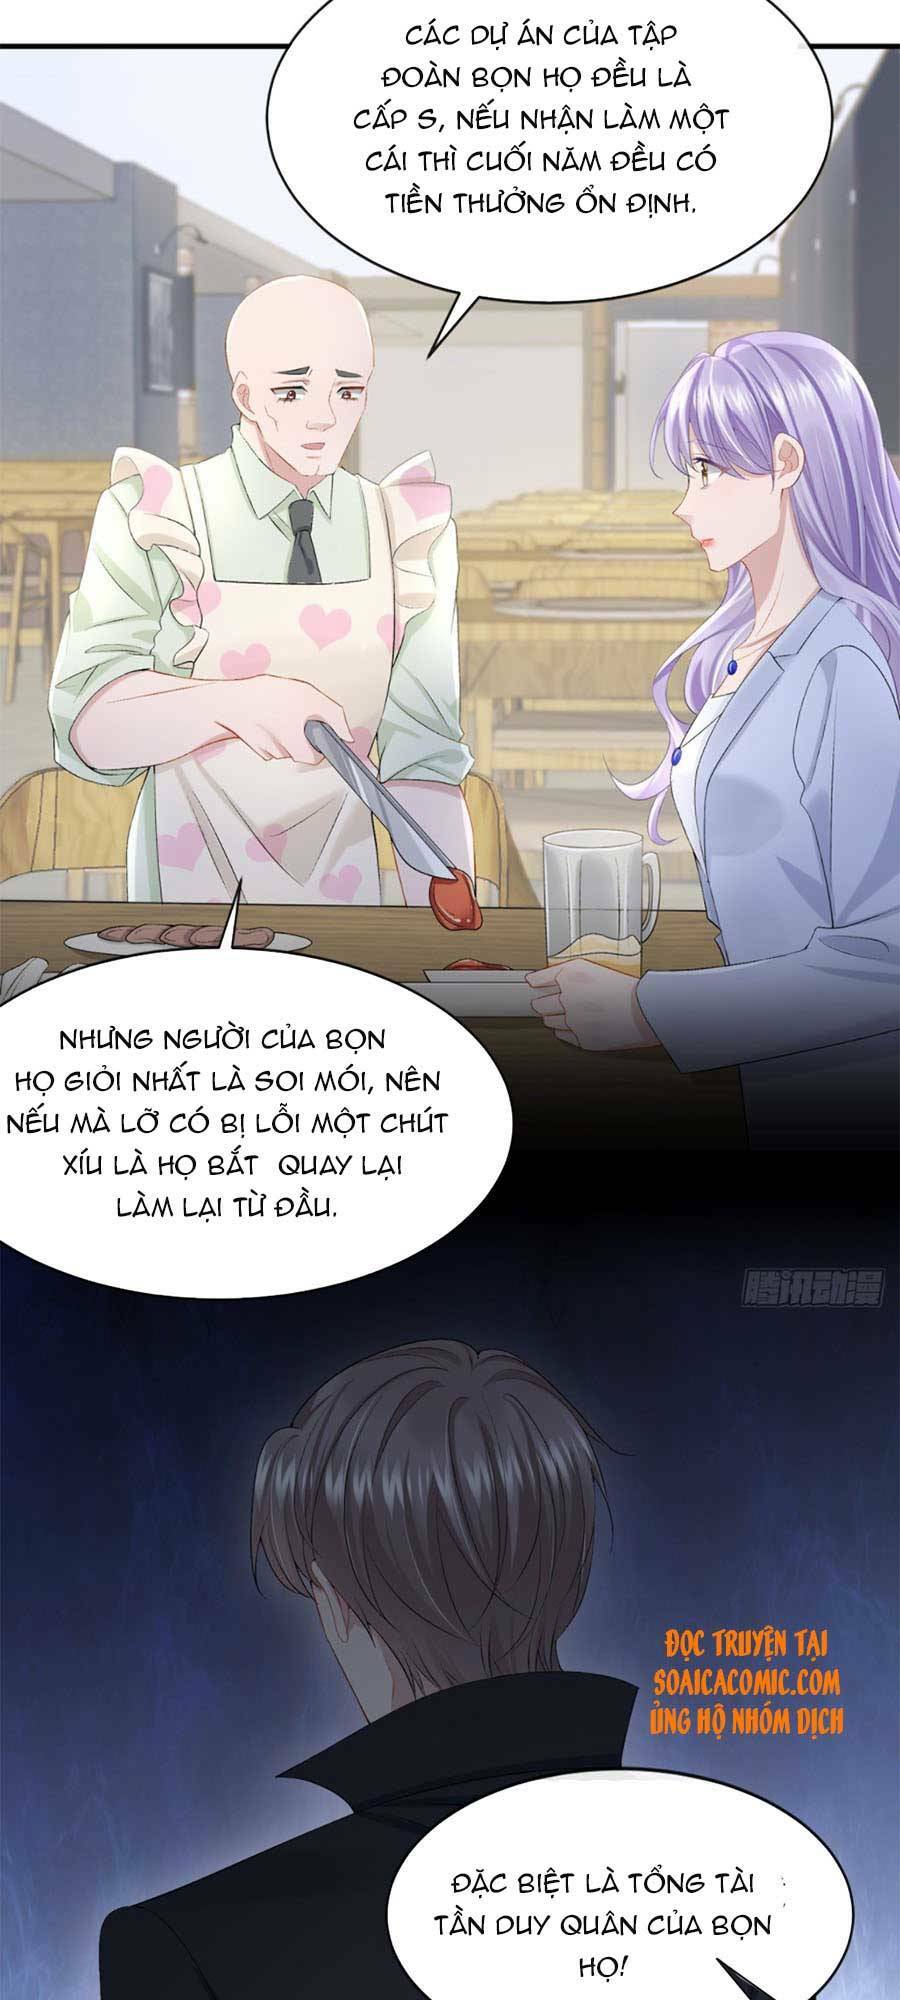 CÁC DỰ ÁN CỦA TẬP
ĐOÀN BỌN HỌ ĐỀU LÀ
CẤP S, NẾU NHẬN LÀM MỘT
CÁI THÌ CUỐI NĂM ĐỀU CÓ
TIỀN THƯỞNG ỔN ĐỊNH.
NHƯNG NGƯỜI CỦA BỌN
HỌ GIỎI NHẤT LÀ SOI MÓI, NÊN
NẾU MÀ LỠ CÓ BỊ LỖI MỘT CHÚT
XÍU LÀ HỌ BẮT QUAY LẠI
LÀM LẠI TỪ ĐẦU.
腾讯动漫
ĐỌC TRUYỆN TẠI
SOAICACOMIC.COM
ỦNG HỘ NHÓM DỊCH
ĐẶC BIỆT LÀ TỔNG TÀI
TẦN DUY QUÂN CỦA BỌN
HỌ!